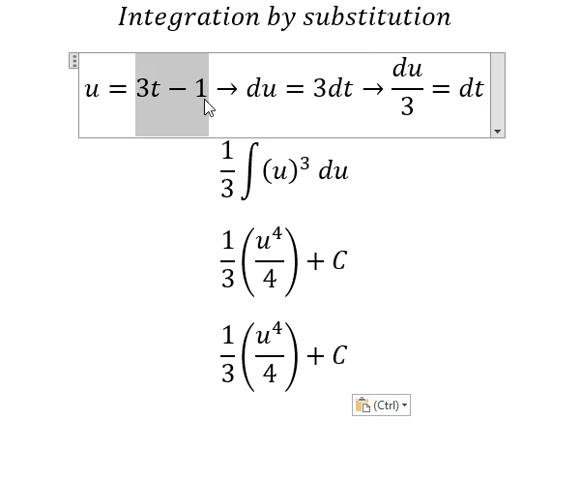 Integration by substitution
u = 3t − 1 → du = 3dt → du/3 = dt
1/3 ∫ (u)³ du
1/3 (u⁴/4) + C
1/3 (u⁴/4) + C
(Ctrl)